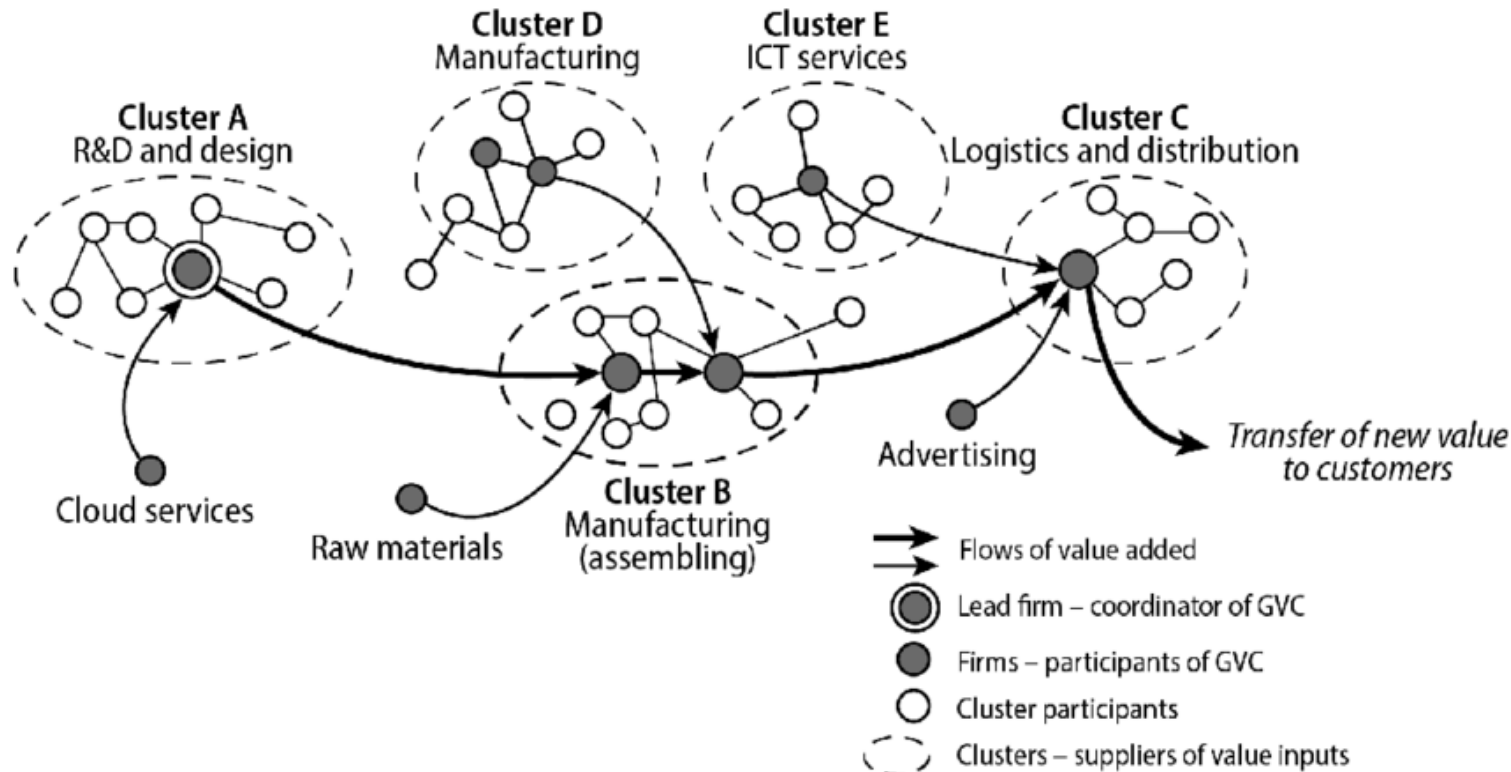 Cluster D
Manufacturing
Cluster E
ICT services
Cluster A
R&D and design
Cluster C
Logistics and distribution
Cloud services
Raw materials
Cluster B
Manufacturing
(assembling)
Advertising
Transfer of new value
to customers
Flows of value added
Lead firm – coordinator of GVC
Firms – participants of GVC
Cluster participants
Clusters – suppliers of value inputs